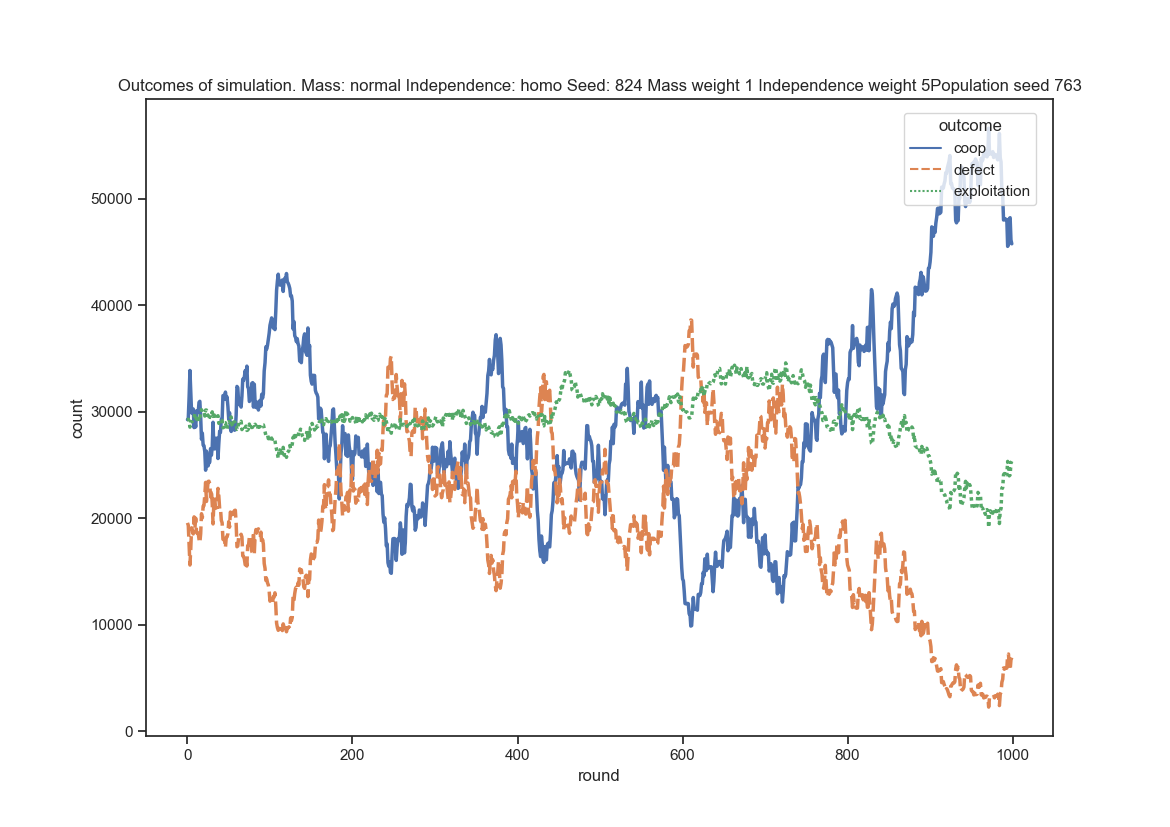 Outcomes of simulation. Mass: normal Independence: homo Seed: 824 Mass weight 1 Independence weight 5Population seed 763
outcome
coop
defect
exploitation
50000
40000
30000
20000
10000
0
count
0 200 400 600 800 1000
round